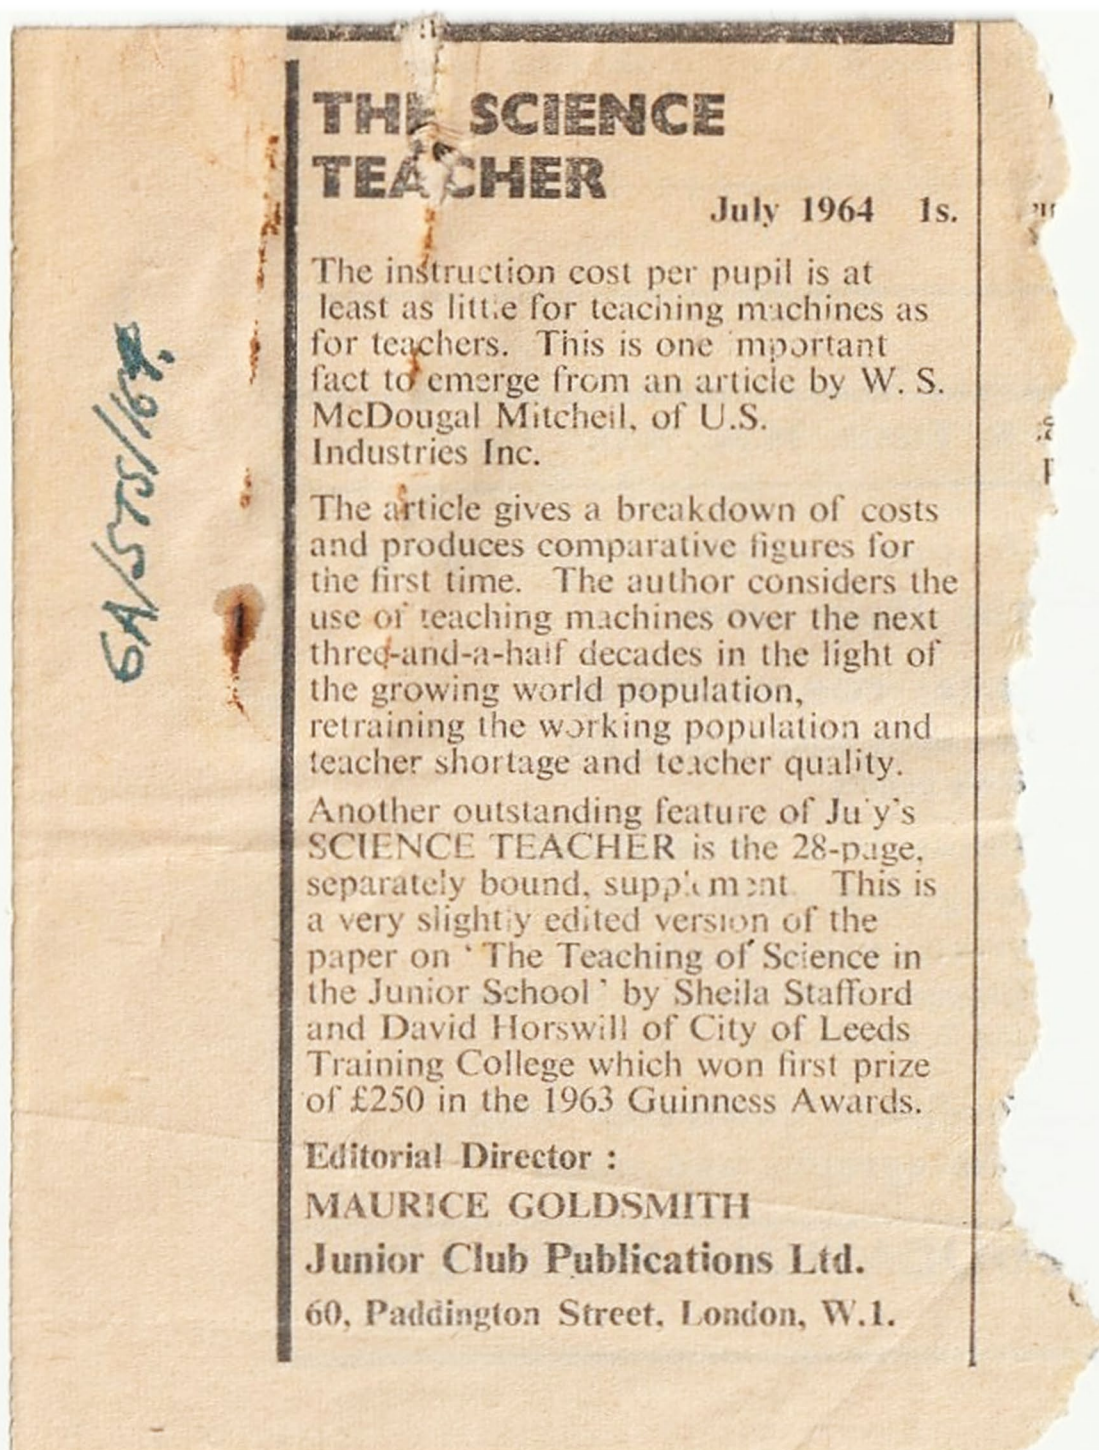 THE SCIENCE
TEACHER
July 1964 1s.
The instruction cost per pupil is at
least as little for teaching machines as
for teachers. This is one important
fact to emerge from an article by W. S.
McDougal Mitchell, of U.S.
Industries Inc.
The article gives a breakdown of costs
and produces comparative figures for
the first time. The author considers the
use of teaching machines over the next
three-and-a-half decades in the light of
the growing world population,
retraining the working population and
teacher shortage and teacher quality.
Another outstanding feature of July's
SCIENCE TEACHER is the 28-page,
separately bound, supplement. This is
a very slightly edited version of the
paper on ‘ The Teaching of Science in
the Junior School ’ by Sheila Stafford
and David Horswill of City of Leeds
Training College which won first prize
of £250 in the 1963 Guinness Awards.
Editorial Director :
MAURICE GOLDSMITH
Junior Club Publications Ltd.
60, Paddington Street, London, W.1.